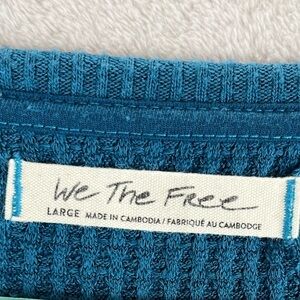 We The Free
LARGE MADE IN CAMBODIA / FABRIQUÉ AU CAMBODGE